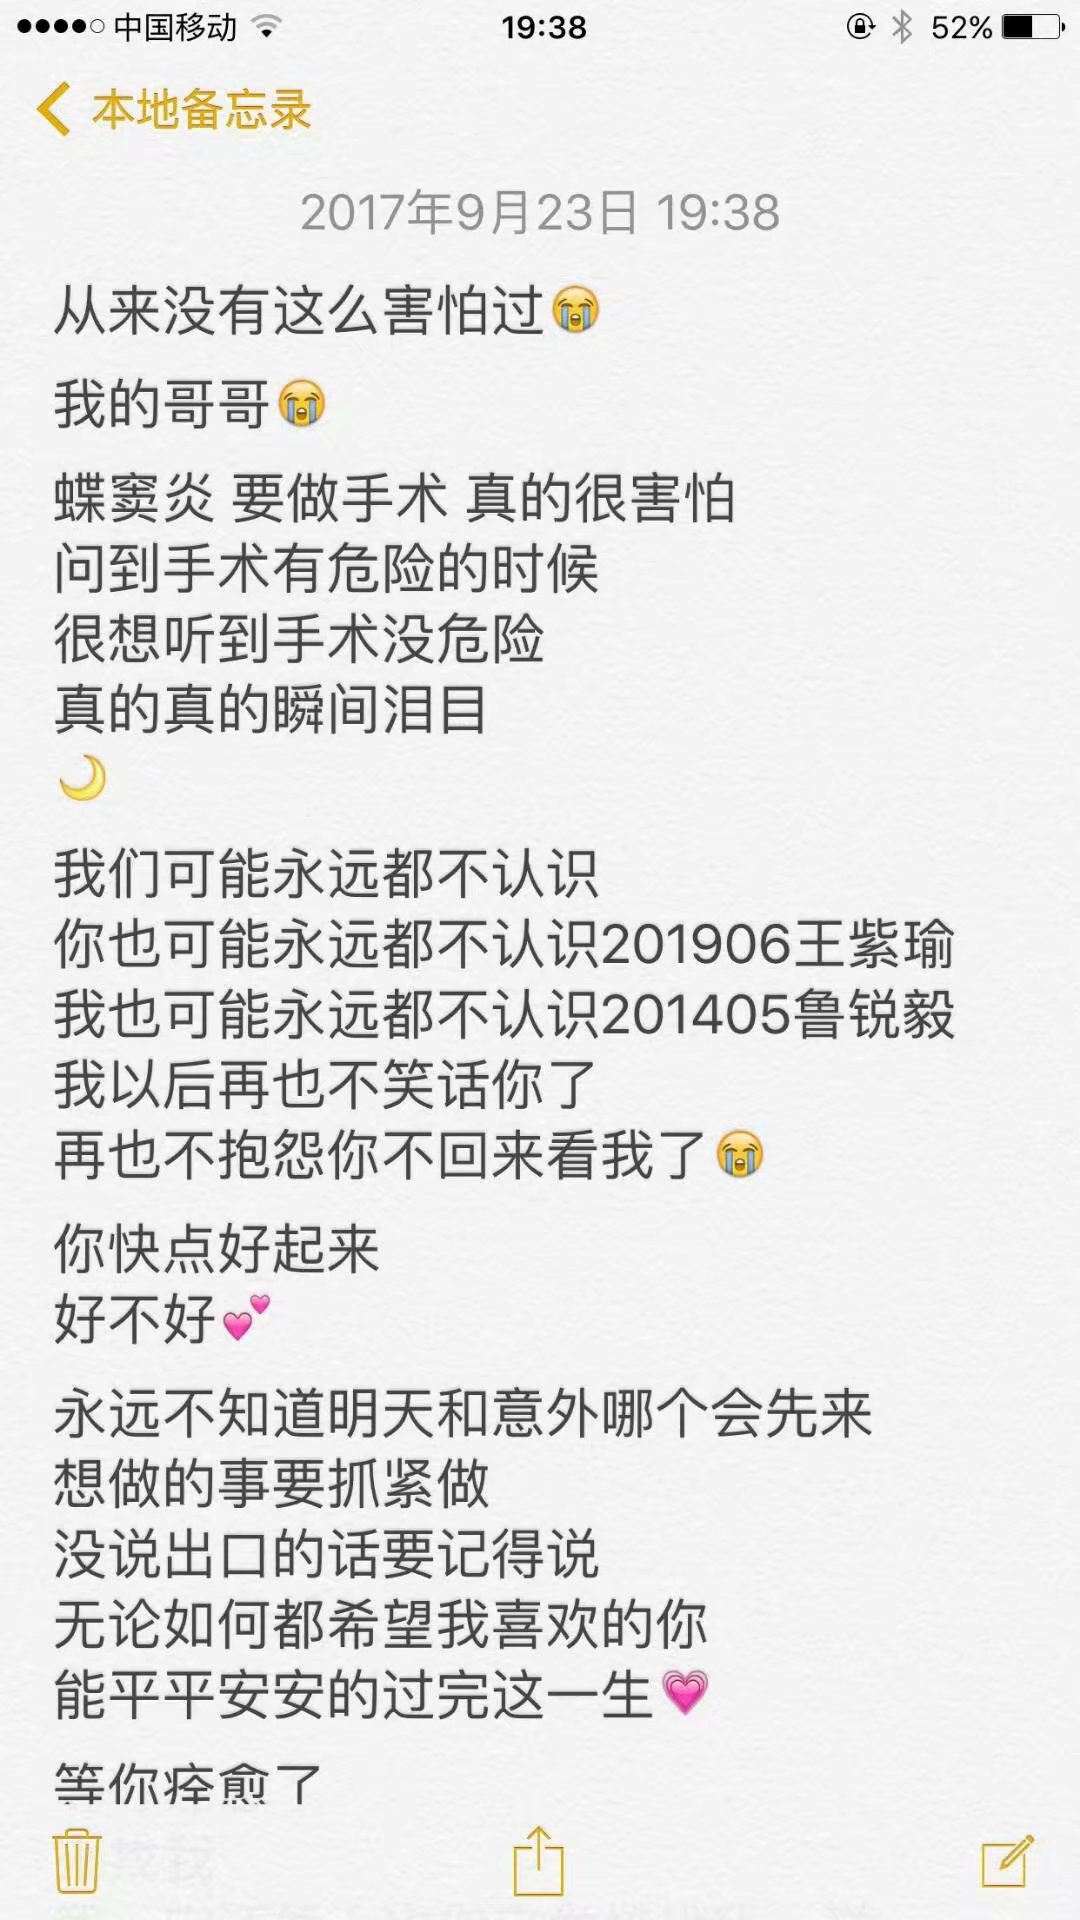 中国移动
19:38
52%
本地备忘录
2017年9月23日 19:38
从来没有这么害怕过😭
我的哥哥😭
蝶窦炎 要做手术 真的很害怕
问到手术有危险的时候
很想听到手术没危险
真的真的瞬间泪目
🌙
我们可能永远都不认识
你也可能永远都不认识201906王紫瑜
我也可能永远都不认识201405鲁锐毅
我以后再也不笑话你了
再也不抱怨你不回来看我了😭
你快点好起来
好不好💕
永远不知道明天和意外哪个会先来
想做的事要抓紧做
没说出口的话要记得说
无论如何都希望我喜欢的你
能平平安安的过完这一生💗
等你痊愈了
找我